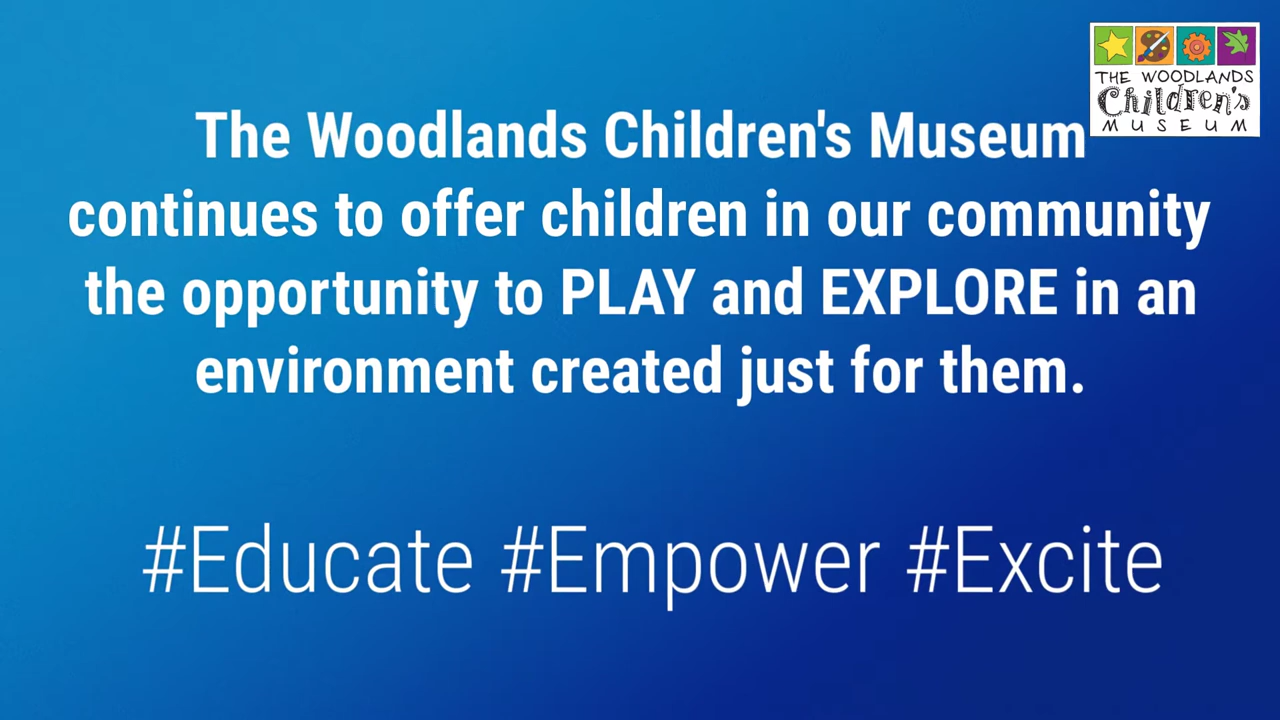 THE WOODLANDS
Children's
MUSEUM
The Woodlands Children's Museum
continues to offer children in our community
the opportunity to PLAY and EXPLORE in an
environment created just for them.
#Educate #Empower #Excite